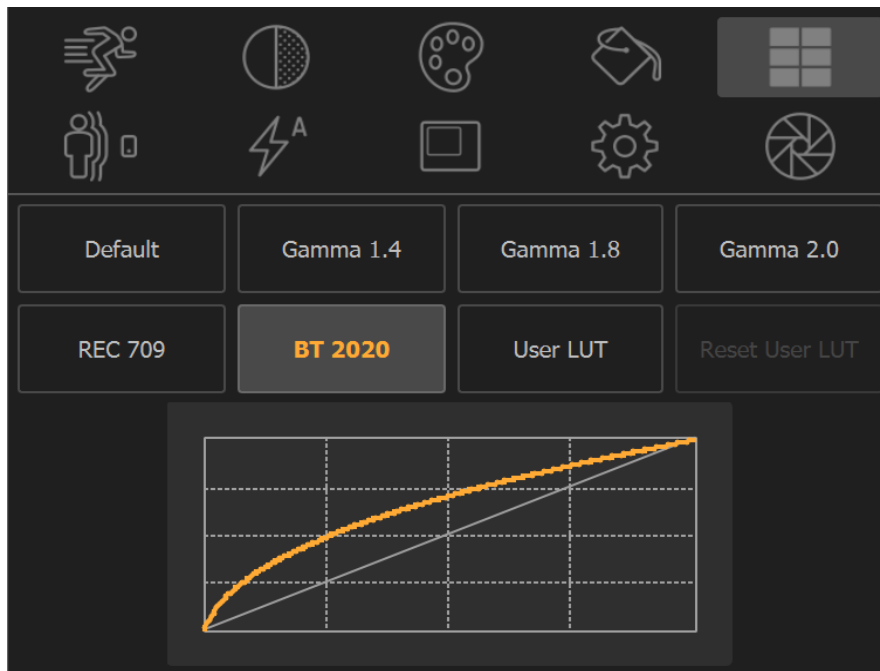 A
Default
Gamma 1.4
Gamma 1.8
Gamma 2.0
REC 709
BT 2020
User LUT
Reset User LUT